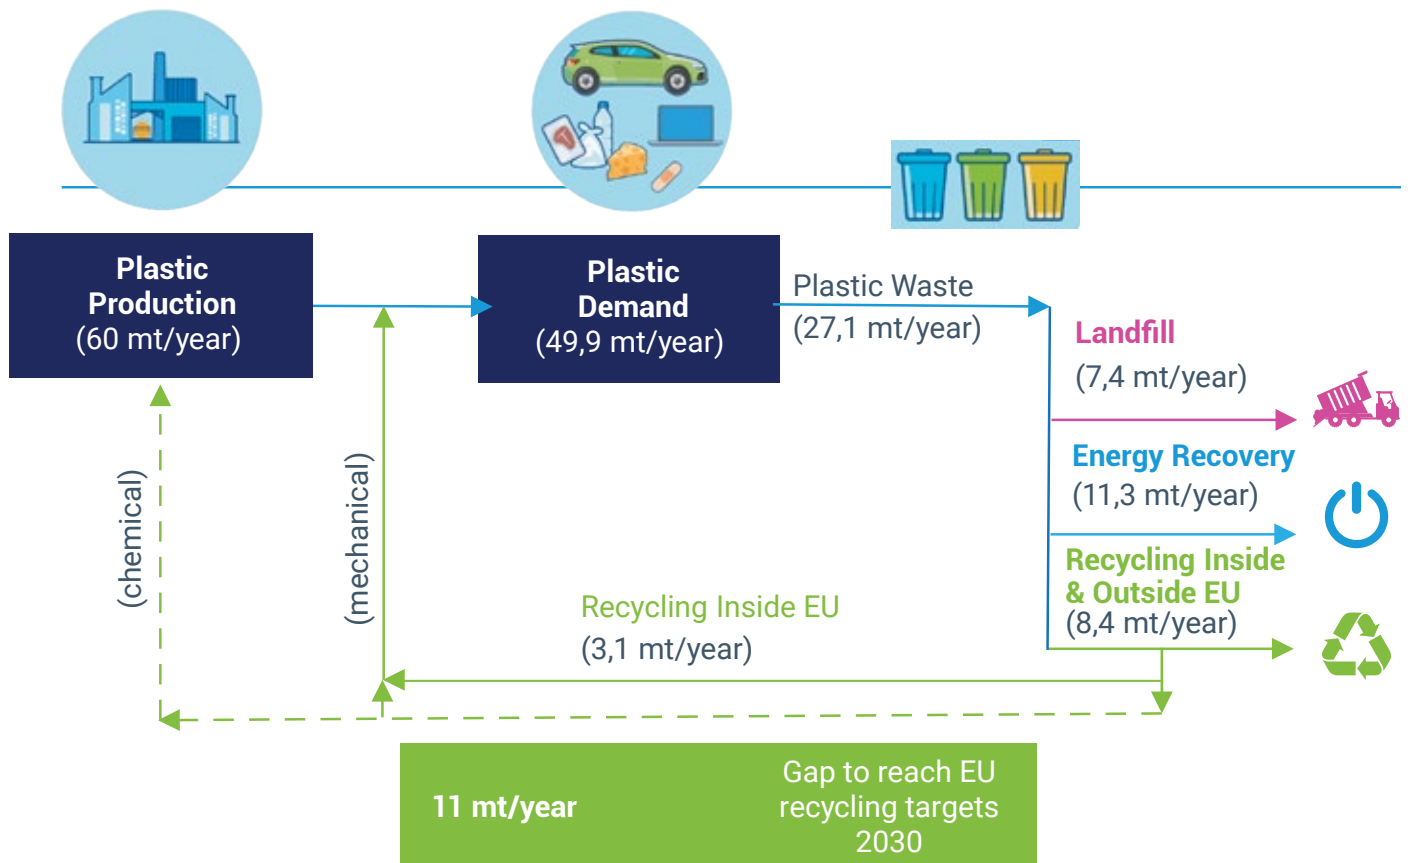 Plastic
Production
(60 mt/year)
Plastic
Demand
(49,9 mt/year)
Plastic Waste
(27,1 mt/year)
Landfill
(7,4 mt/year)
Energy Recovery
(11,3 mt/year)
Recycling Inside
& Outside EU
(8,4 mt/year)
(chemical)
(mechanical)
Recycling Inside EU
(3,1 mt/year)
11 mt/year
Gap to reach EU
recycling targets
2030